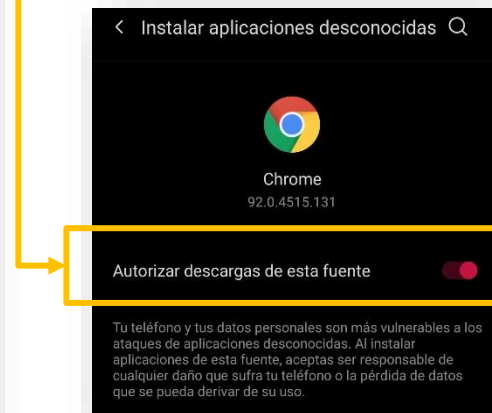 Instalar aplicaciones desconocidas
Chrome
92.0.4515.131
Autorizar descargas de esta fuente
Tu teléfono y tus datos personales son más vulnerables a los
ataques de aplicaciones desconocidas. Al instalar
aplicaciones de esta fuente, aceptas ser responsable de
cualquier daño que sufra tu teléfono o la pérdida de datos
que se pueda derivar de su uso.